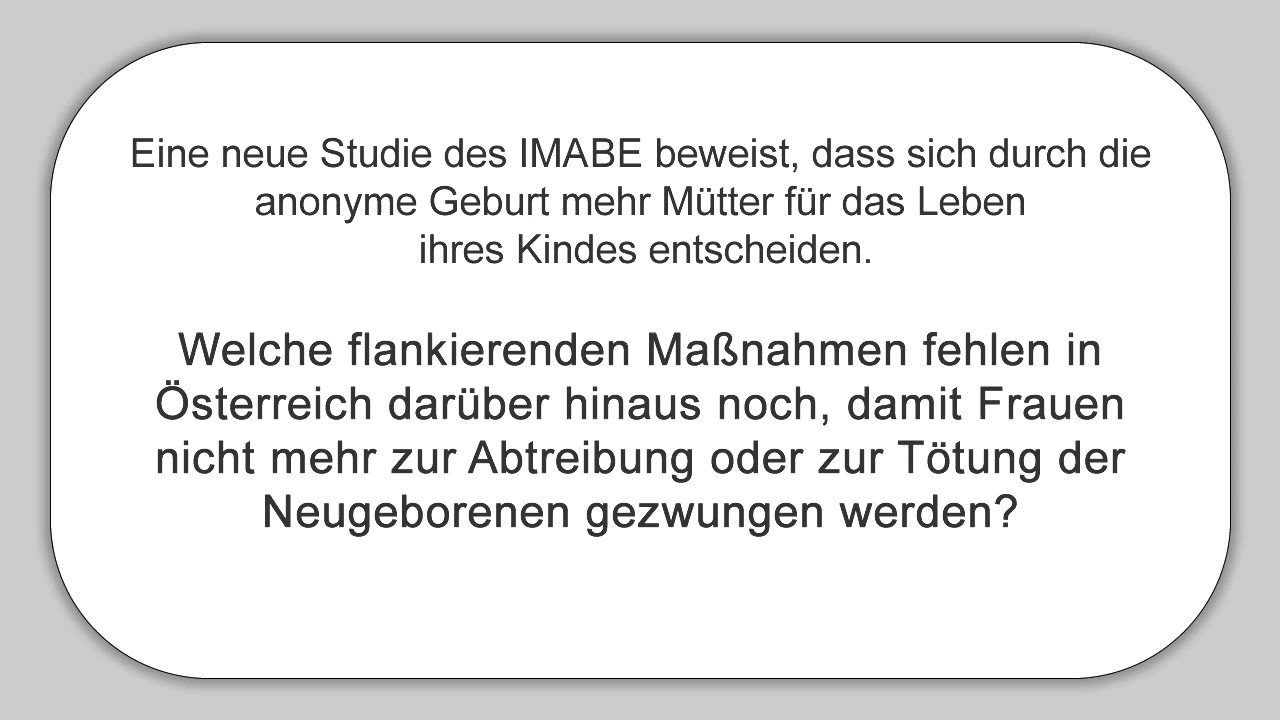 Eine neue Studie des IMABE beweist, dass sich durch die
anonyme Geburt mehr Mütter für das Leben
ihres Kindes entscheiden.
Welche flankierenden Maßnahmen fehlen in
Österreich darüber hinaus noch, damit Frauen
nicht mehr zur Abtreibung oder zur Tötung der
Neugeborenen gezwungen werden?